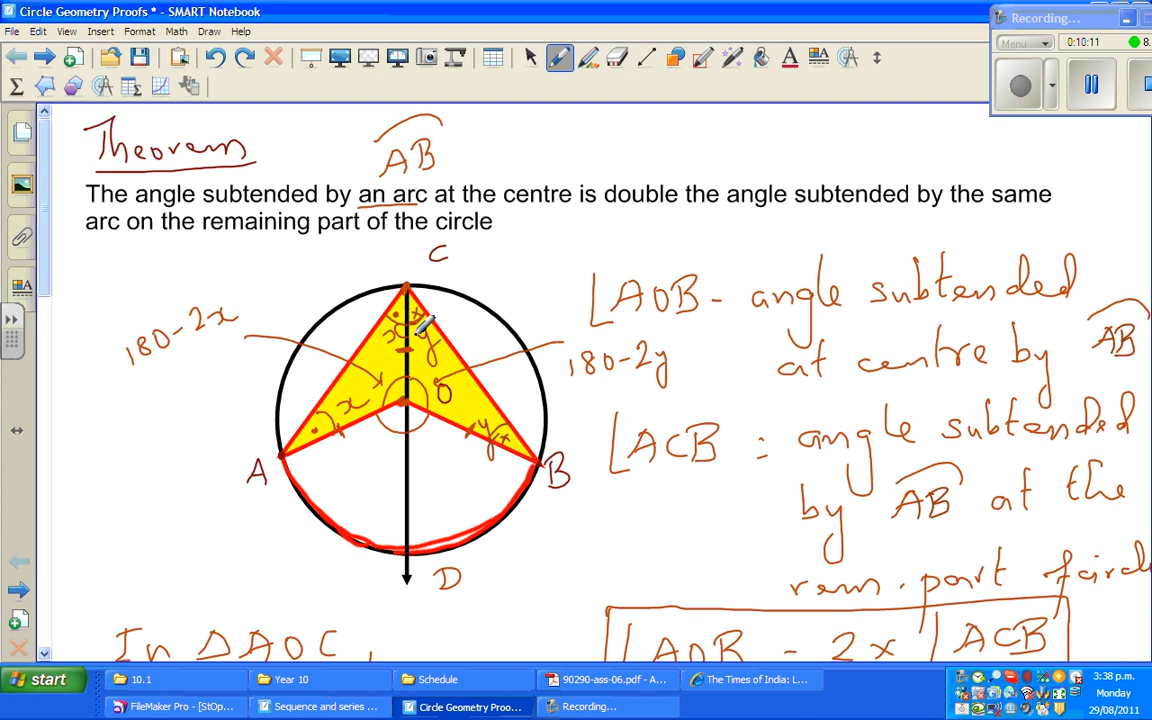 Circle Geometry Proofs * - SMART Notebook
File Edit View Insert Format Math Draw Help
Recording...
Menu
0:10:11
8.
Theorem
AB
The angle subtended by an arc at the centre is double the angle subtended by the same
arc on the remaining part of the circle
C
180-2x
x y
x
O
y
A
B
D
180-2y
∠AOB - angle subtended
at centre by AB
∠ACB : angle subtended
by AB at the
rem. part of circle
In ΔAOC,
∠AOB = 2x ∠ACB
start
10.1
Year 10
Schedule
90290-ass-06.pdf - A...
The Times of India: L...
FileMaker Pro - [StOp...
Sequence and series ...
Circle Geometry Proo...
Recording...
3:38 p.m.
Monday
29/08/2011